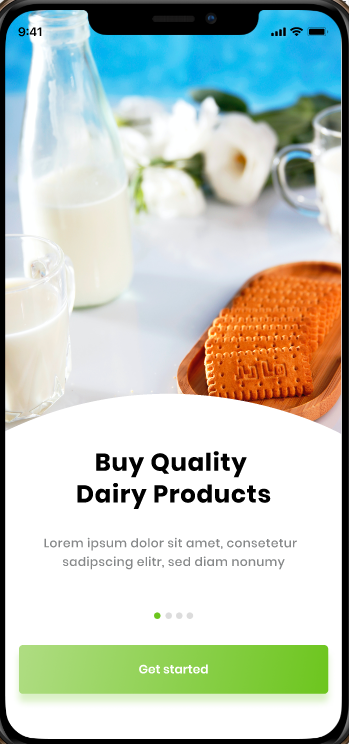 9:41
Buy Quality
Dairy Products
Lorem ipsum dolor sit amet, consetetur
sadipscing elitr, sed diam nonumy
Get started